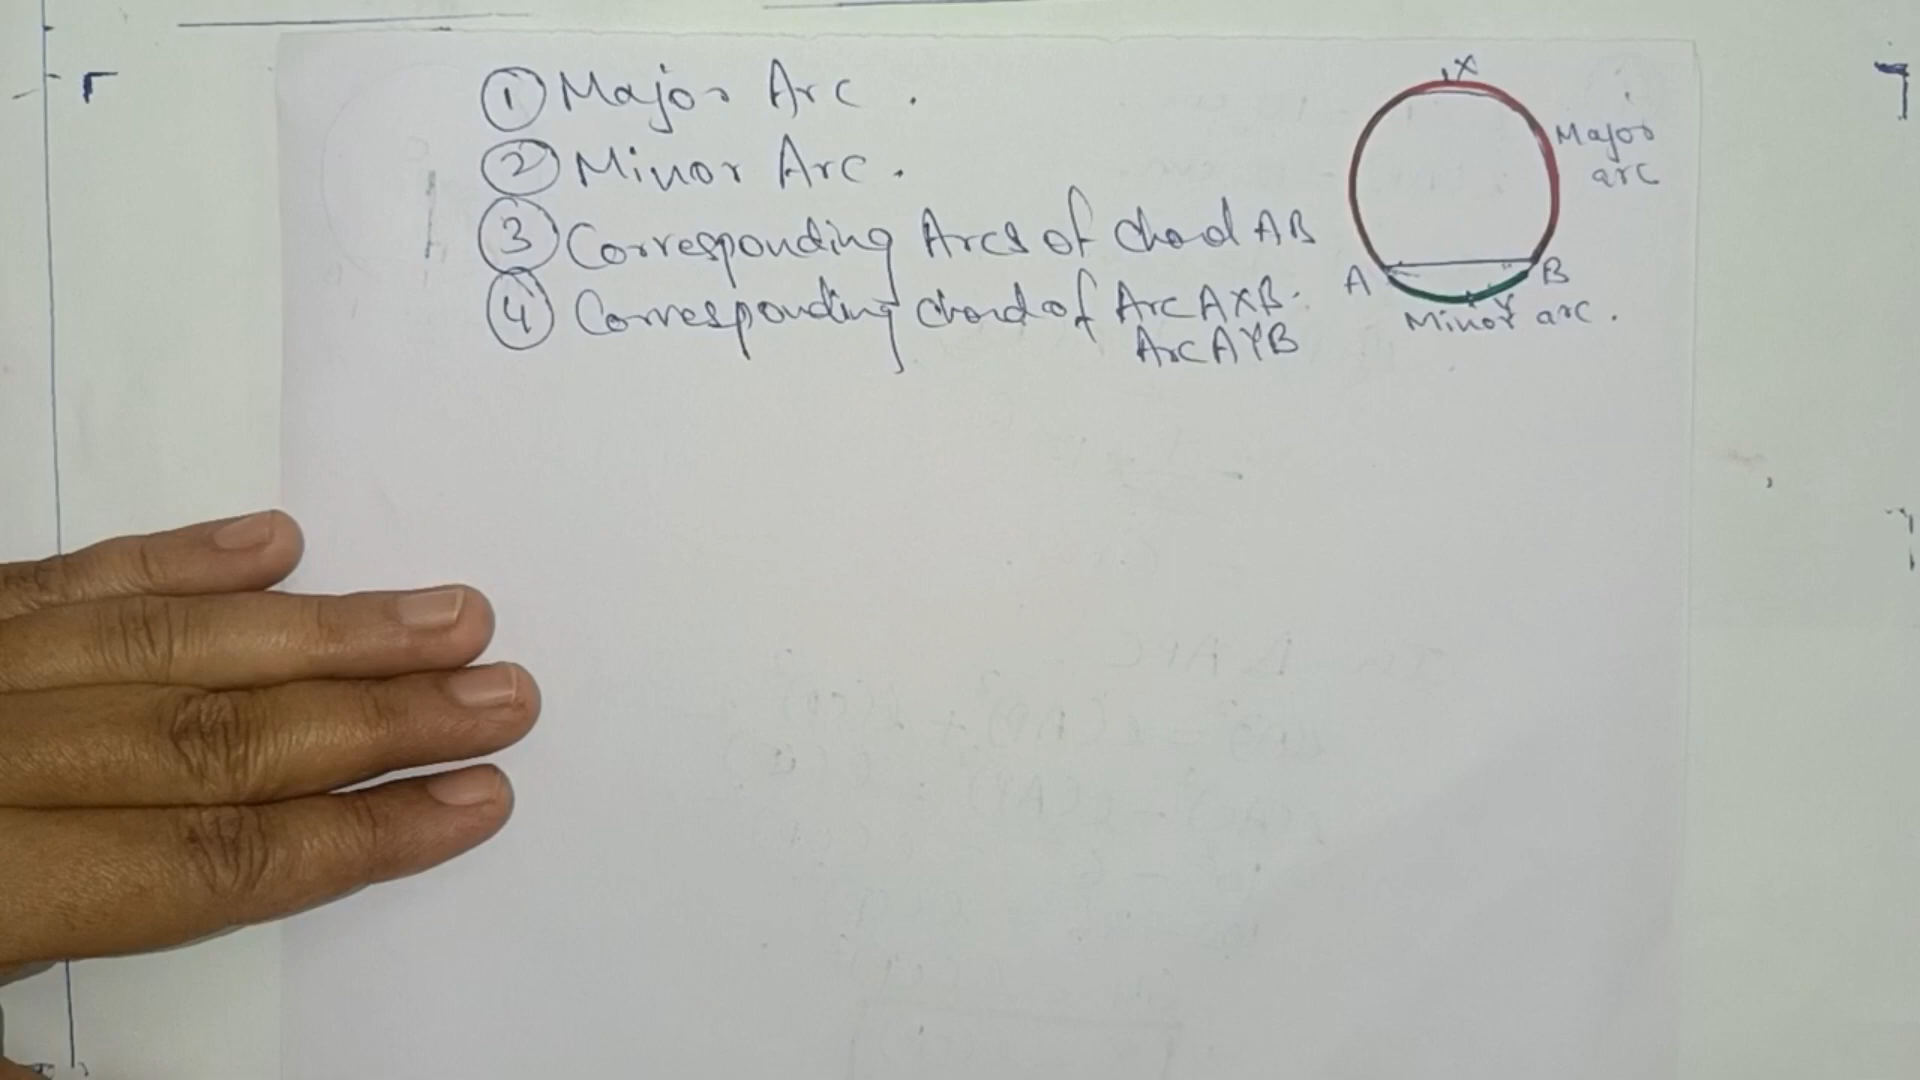 ① Major Arc .
② Minor Arc .
③ Corresponding Arcs of chord AB
④ Corresponding chord of Arc AXB.
Arc AYB
X
Major
arc
A
B
Y
Minor arc .